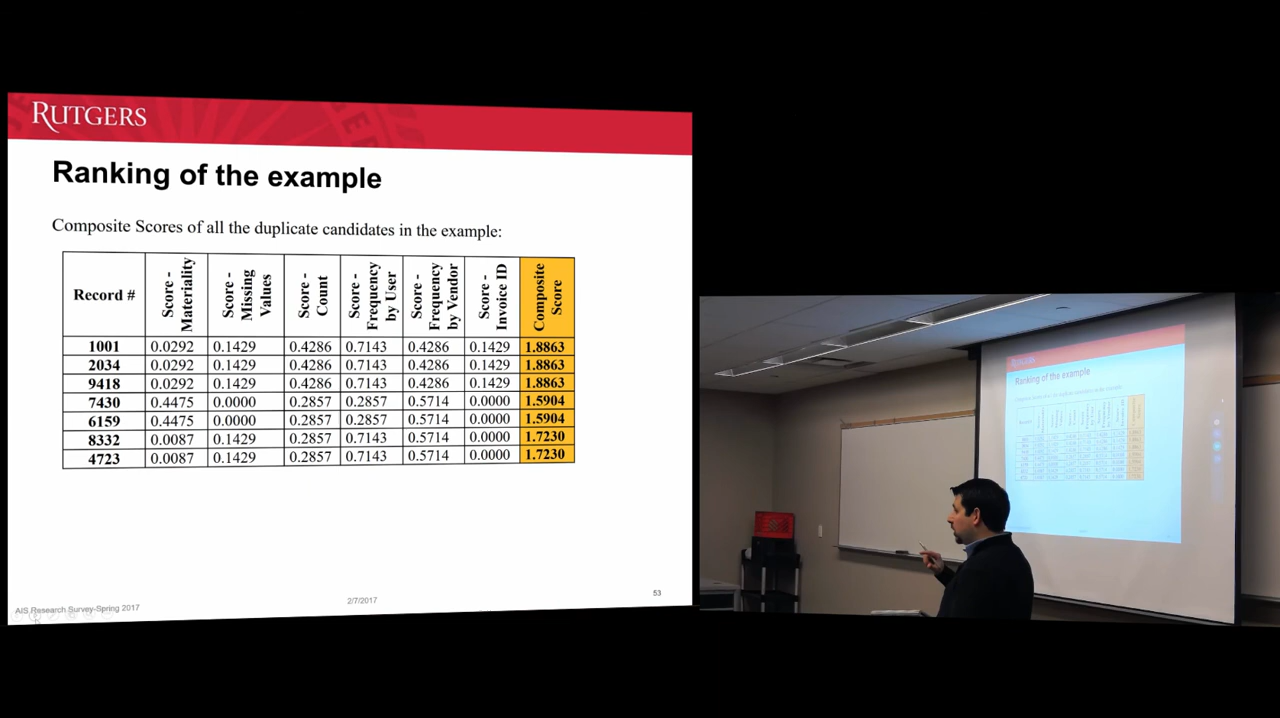 RUTGERS
Ranking of the example
Composite Scores of all the duplicate candidates in the example:
Record # Score - Materiality Score - Missing Values Score - Count Score - Frequency by User Score - Frequency by Vendor Score - Invoice ID Composite Score
1001 0.0292 0.1429 0.4286 0.7143 0.4286 0.1429 1.8863
2034 0.0292 0.1429 0.4286 0.7143 0.4286 0.1429 1.8863
9418 0.0292 0.1429 0.4286 0.7143 0.4286 0.1429 1.8863
7430 0.4475 0.0000 0.2857 0.2857 0.5714 0.0000 1.5904
6159 0.4475 0.0000 0.2857 0.2857 0.5714 0.0000 1.5904
8332 0.0087 0.1429 0.2857 0.7143 0.5714 0.0000 1.7230
4723 0.0087 0.1429 0.2857 0.7143 0.5714 0.0000 1.7230
AIS Research Survey-Spring 2017
2/7/2017
53
RUTGERS
Ranking of the example